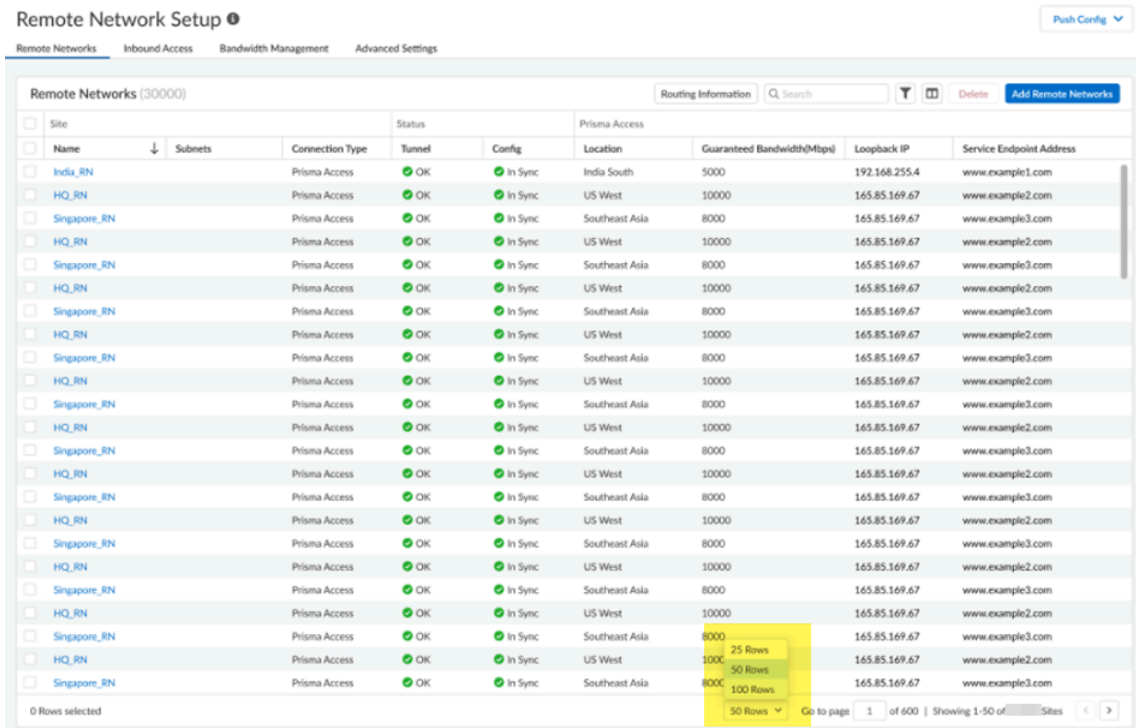 Remote Network Setup
Push Config
Remote Networks Inbound Access Bandwidth Management Advanced Settings
Remote Networks (30000) Routing Information Search Delete Add Remote Networks
Site Status Prisma Access
Name Subnets Connection Type Tunnel Config Location Guaranteed Bandwidth(Mbps) Loopback IP Service Endpoint Address
India_RN Prisma Access OK In Sync India South 5000 192.168.255.4 www.example1.com
HQ_RN Prisma Access OK In Sync US West 10000 165.85.169.67 www.example2.com
Singapore_RN Prisma Access OK In Sync Southeast Asia 8000 165.85.169.67 www.example3.com
HQ_RN Prisma Access OK In Sync US West 10000 165.85.169.67 www.example2.com
Singapore_RN Prisma Access OK In Sync Southeast Asia 8000 165.85.169.67 www.example3.com
HQ_RN Prisma Access OK In Sync US West 10000 165.85.169.67 www.example2.com
Singapore_RN Prisma Access OK In Sync Southeast Asia 8000 165.85.169.67 www.example3.com
HQ_RN Prisma Access OK In Sync US West 10000 165.85.169.67 www.example2.com
Singapore_RN Prisma Access OK In Sync Southeast Asia 8000 165.85.169.67 www.example3.com
HQ_RN Prisma Access OK In Sync US West 10000 165.85.169.67 www.example2.com
Singapore_RN Prisma Access OK In Sync Southeast Asia 8000 165.85.169.67 www.example3.com
HQ_RN Prisma Access OK In Sync US West 10000 165.85.169.67 www.example2.com
Singapore_RN Prisma Access OK In Sync Southeast Asia 8000 165.85.169.67 www.example3.com
HQ_RN Prisma Access OK In Sync US West 10000 165.85.169.67 www.example2.com
Singapore_RN Prisma Access OK In Sync Southeast Asia 8000 165.85.169.67 www.example3.com
HQ_RN Prisma Access OK In Sync US West 10000 165.85.169.67 www.example2.com
Singapore_RN Prisma Access OK In Sync Southeast Asia 8000 165.85.169.67 www.example3.com
HQ_RN Prisma Access OK In Sync US West 10000 165.85.169.67 www.example2.com
Singapore_RN Prisma Access OK In Sync Southeast Asia 8000 165.85.169.67 www.example3.com
HQ_RN Prisma Access OK In Sync US West 10000 165.85.169.67 www.example2.com
Singapore_RN Prisma Access OK In Sync Southeast Asia 8000 165.85.169.67 www.example3.com
25 Rows
HQ_RN Prisma Access OK In Sync US West 1000 165.85.169.67 www.example2.com
50 Rows
Singapore_RN Prisma Access OK In Sync Southeast Asia 8000 165.85.169.67 www.example3.com
100 Rows
0 Rows selected 50 Rows Go to page 1 of 600 | Showing 1-50 of Sites